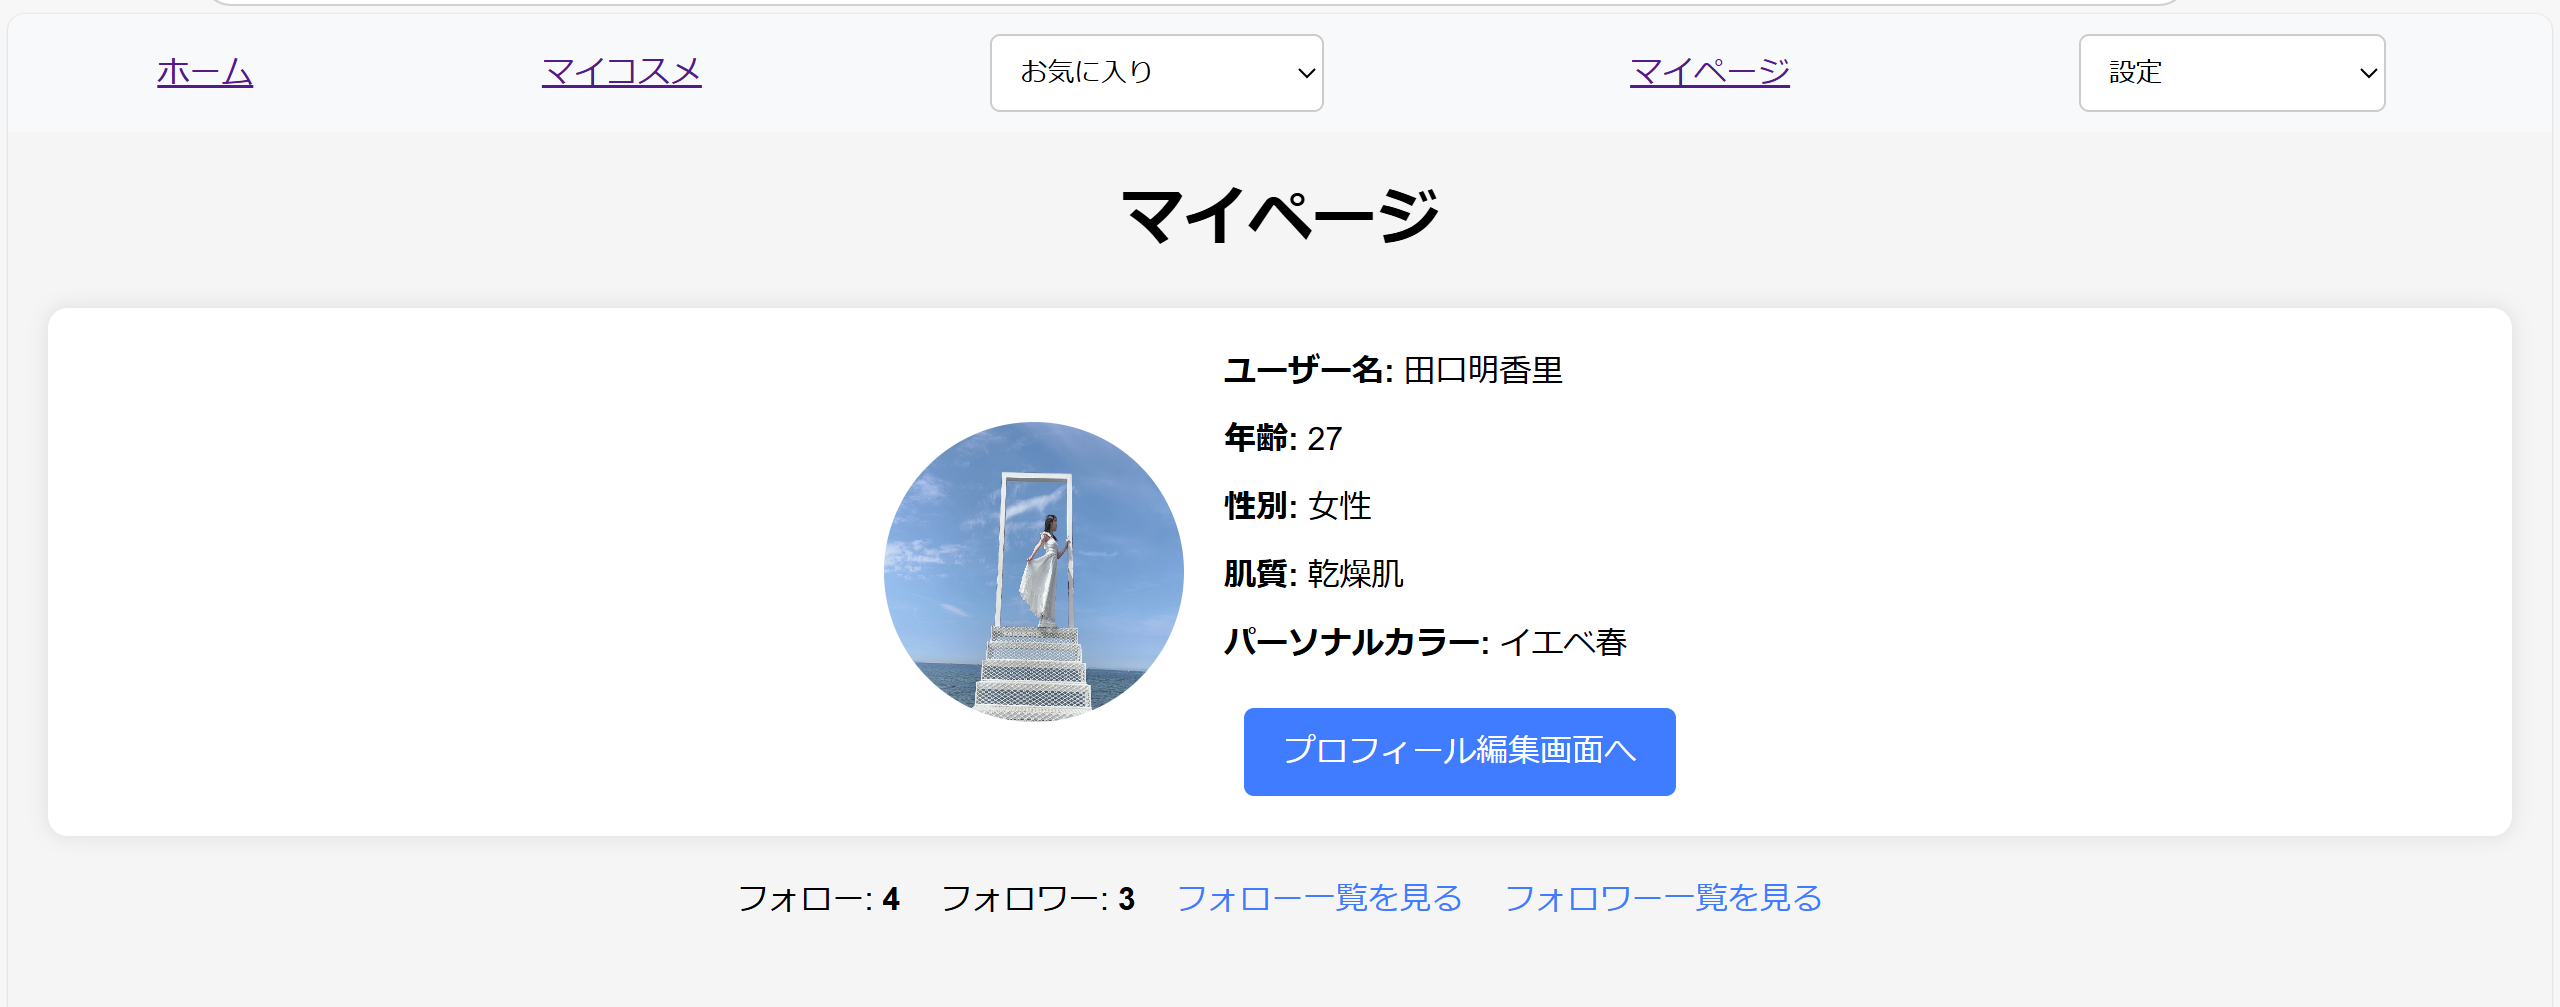 ホーム マイコスメ お気に入り マイページ 設定
マイページ
ユーザー名: 田口明香里
年齢: 27
性別: 女性
肌質: 乾燥肌
パーソナルカラー: イエベ春
プロフィール編集画面へ
フォロー: 4 フォロワー: 3 フォロー一覧を見る フォロワー一覧を見る